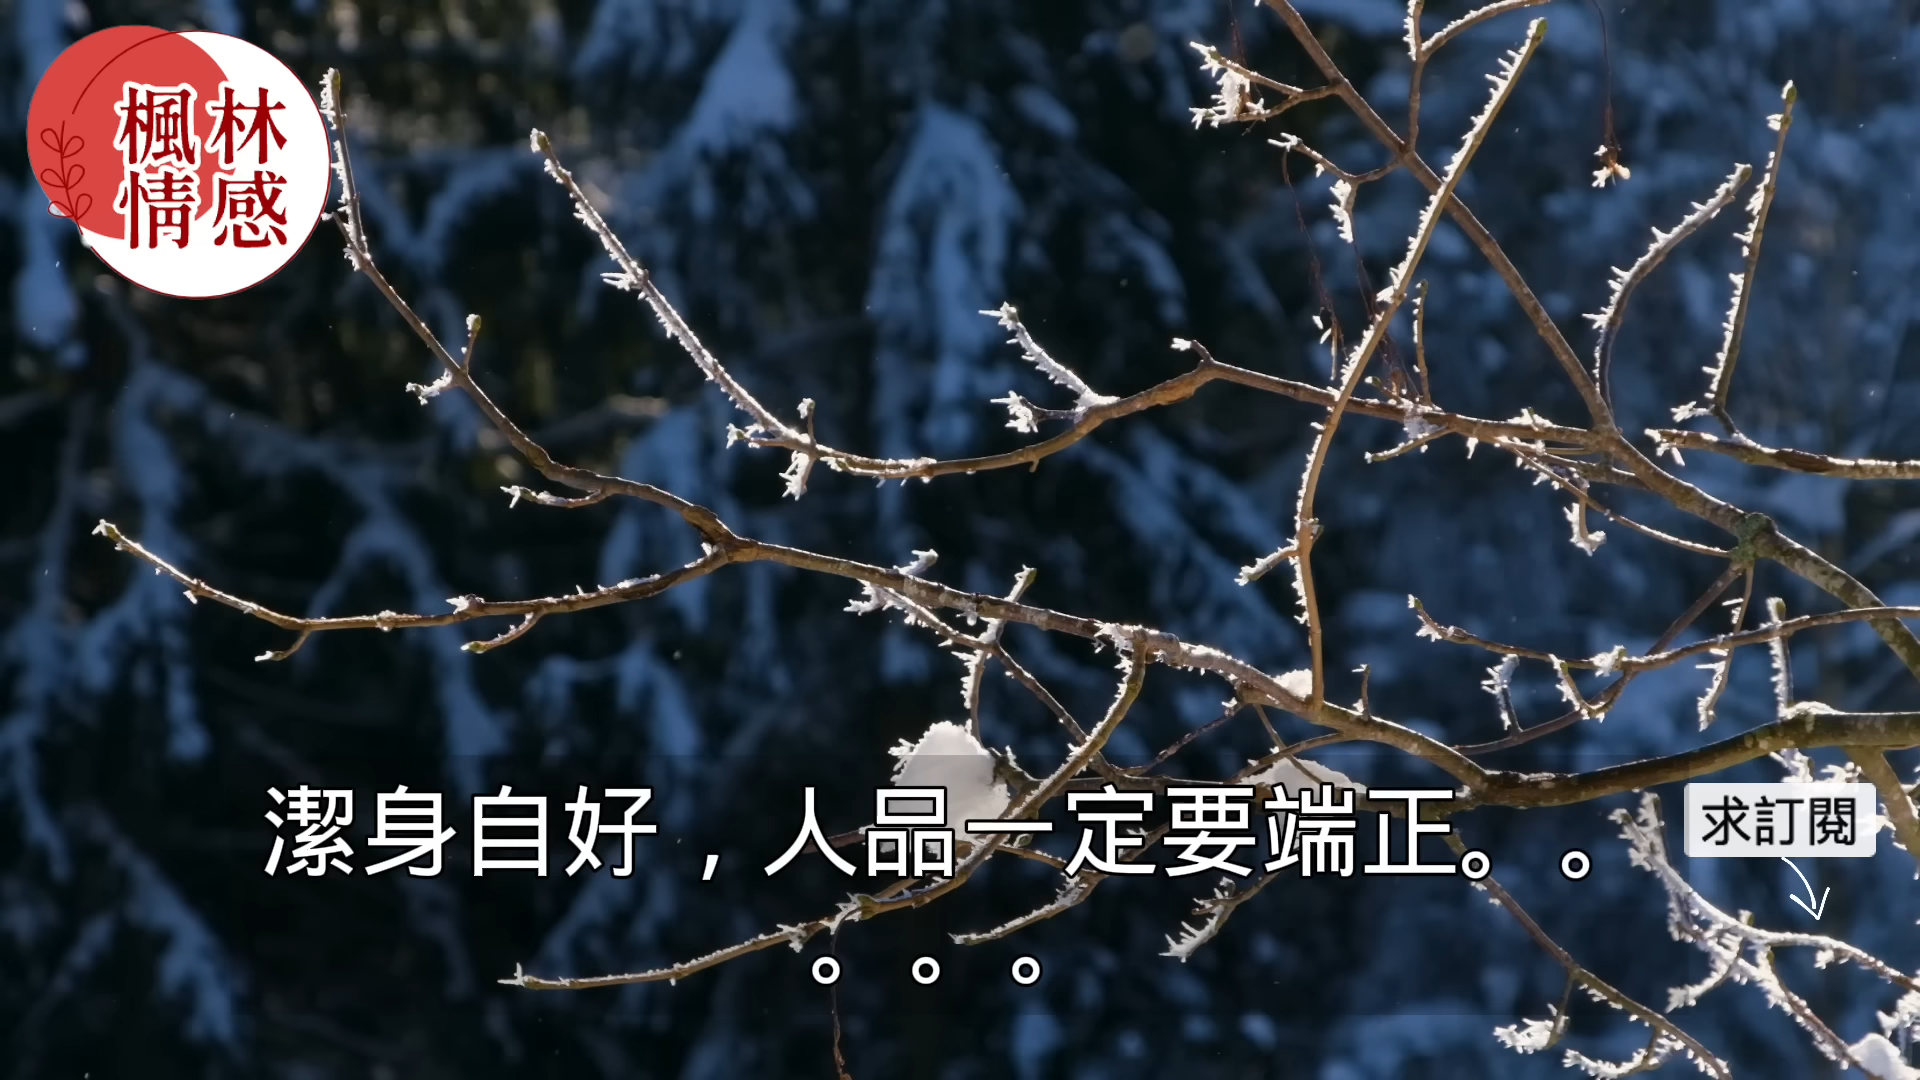 楓林
情感
潔身自好，人品一定要端正。。
。。。
求訂閱